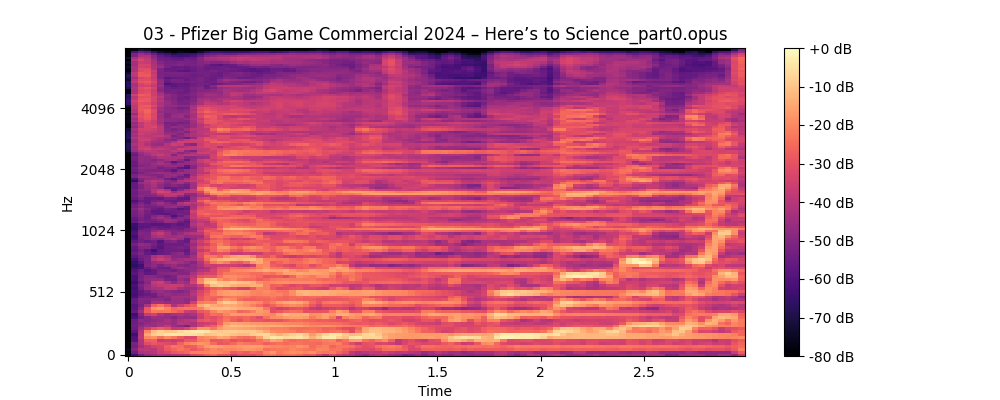 03 - Pfizer Big Game Commercial 2024 – Here’s to Science_part0.opus
Hz
4096
2048
1024
512
0
0
0.5
1
1.5
2
2.5
Time
+0 dB
-10 dB
-20 dB
-30 dB
-40 dB
-50 dB
-60 dB
-70 dB
-80 dB